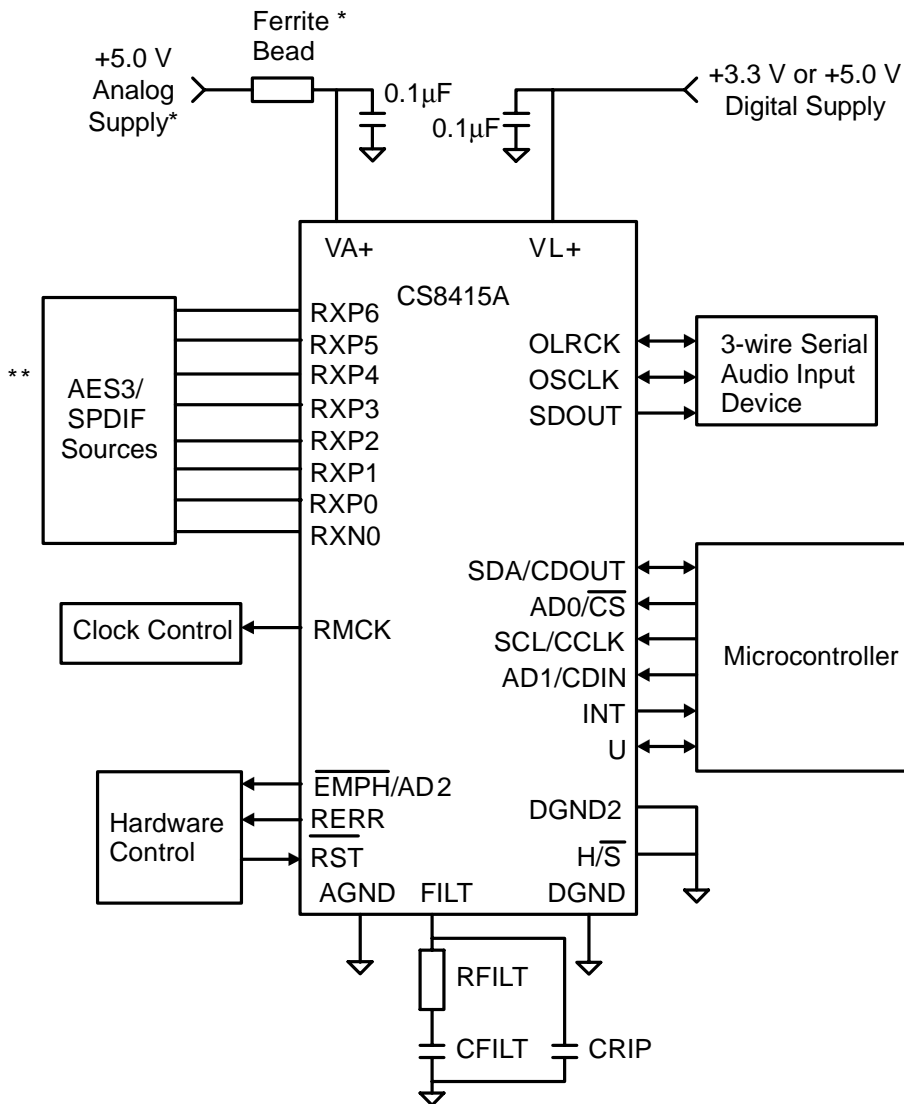 Ferrite *
Bead
+5.0 V
Analog
Supply*
0.1µF
0.1µF
+3.3 V or +5.0 V
Digital Supply
VA+
VL+
CS8415A
**
AES3/
SPDIF
Sources
RXP6
RXP5
RXP4
RXP3
RXP2
RXP1
RXP0
RXN0
OLRCK
OSCLK
SDOUT
3-wire Serial
Audio Input
Device
Clock Control
RMCK
SDA/CDOUT
AD0/C̅S̅
SCL/CCLK
AD1/CDIN
INT
U
Microcontroller
Hardware
Control
E̅M̅P̅H̅/AD2
RERR
R̅S̅T̅
DGND2
H/S̅
AGND
FILT
DGND
RFILT
CFILT
CRIP